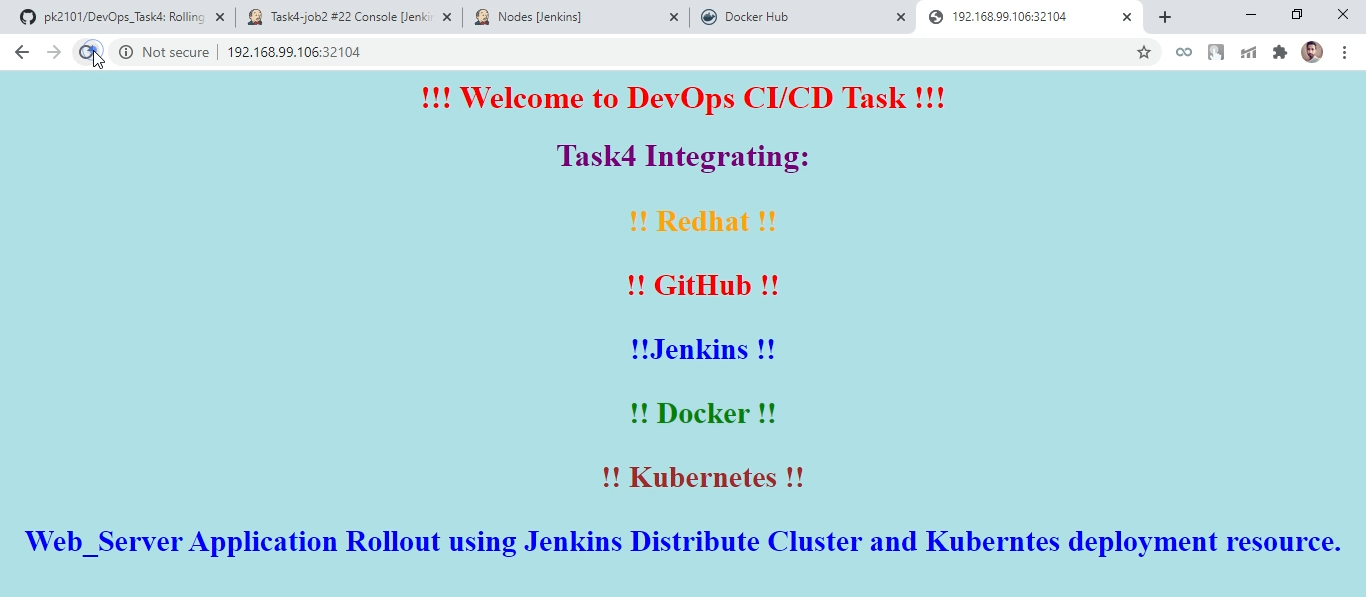 pk2101/DevOps_Task4: Rolling
Task4-job2 #22 Console [Jenkin
Nodes [Jenkins]
Docker Hub
192.168.99.106:32104
Not secure
192.168.99.106:32104
!!! Welcome to DevOps CI/CD Task !!!
Task4 Integrating:
!! Redhat !!
!! GitHub !!
!!Jenkins !!
!! Docker !!
!! Kubernetes !!
Web_Server Application Rollout using Jenkins Distribute Cluster and Kuberntes deployment resource.